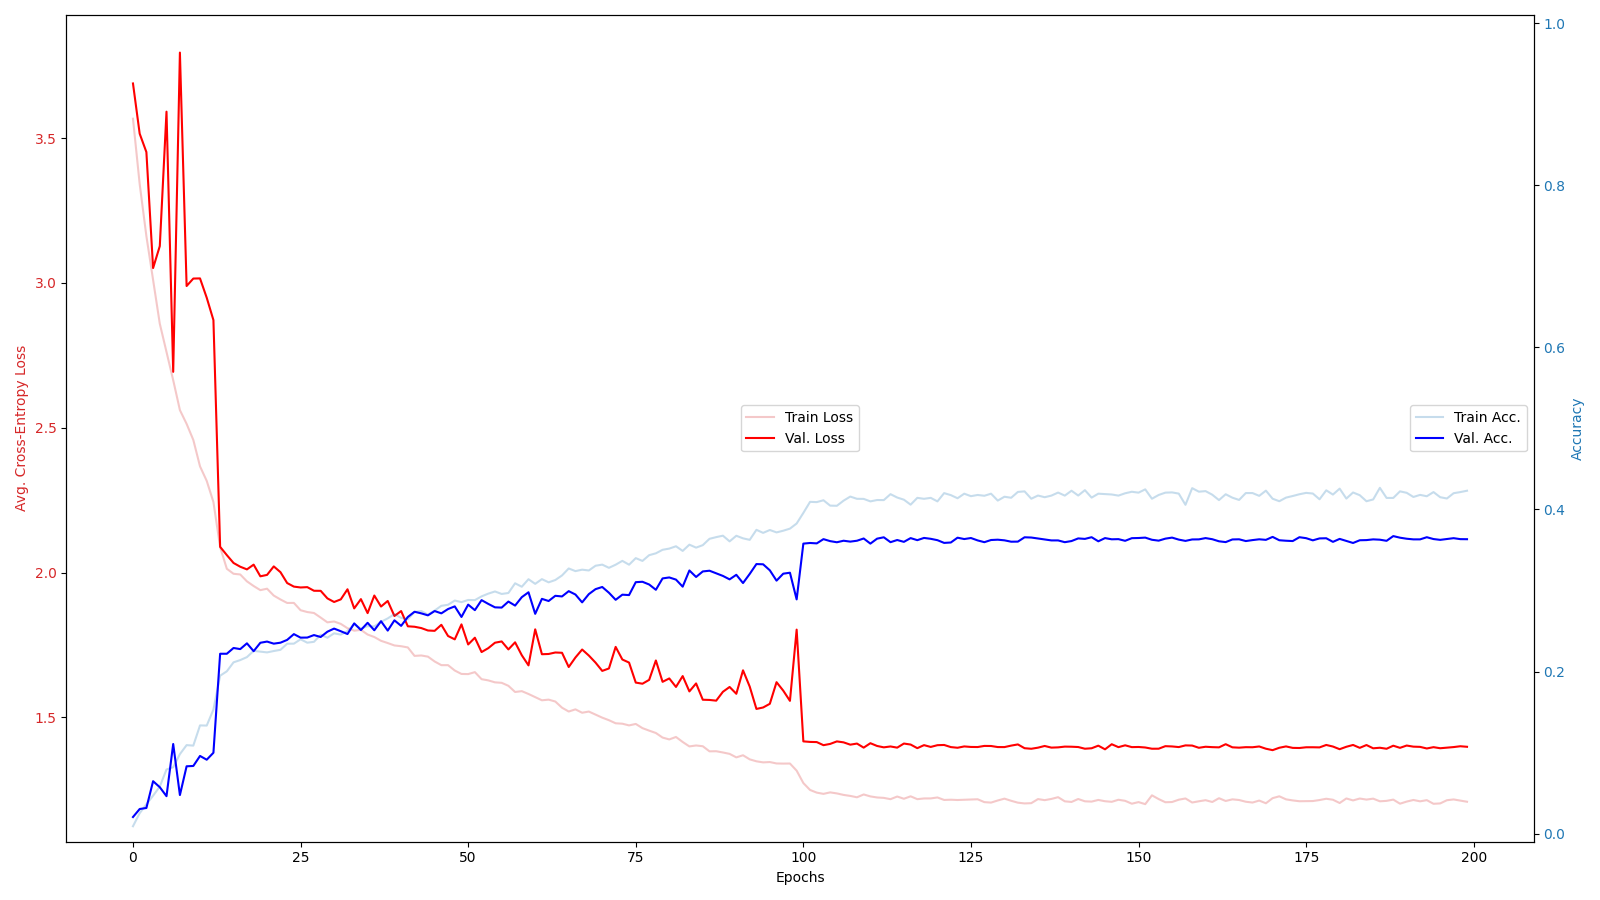 Avg. Cross-Entropy Loss
3.5
3.0
2.5
2.0
1.5
Train Loss
Val. Loss
Train Acc.
Val. Acc.
1.0
0.8
0.6
0.4
0.2
0.0
Accuracy
0 25 50 75 100 125 150 175 200
Epochs